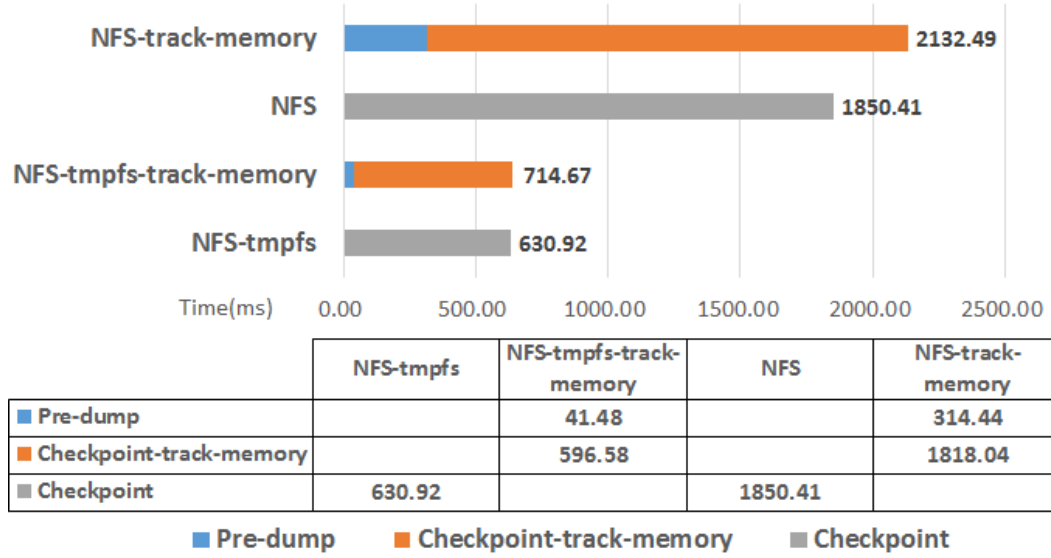 NFS-track-memory
2132.49
NFS
1850.41
NFS-tmpfs-track-memory
714.67
NFS-tmpfs
630.92
Time(ms) 0.00 500.00 1000.00 1500.00 2000.00 2500.00
NFS-tmpfs NFS-tmpfs-track-memory NFS NFS-track-memory
Pre-dump 41.48 314.44
Checkpoint-track-memory 596.58 1818.04
Checkpoint 630.92 1850.41
Pre-dump Checkpoint-track-memory Checkpoint